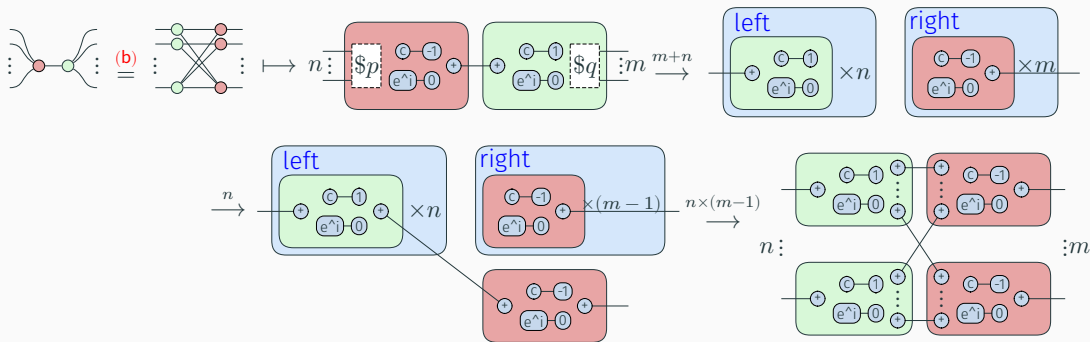 (b)
=
⋮ ⋮ ⋮ ⟼ n ⋮ $p c -1 e^i 0 + + c 1 e^i 0 $q ⋮ m
m+n
⟶
left
+ c 1 e^i 0 ×n
right
c -1 e^i 0 + ×m
n
⟶
left
+ c 1 e^i 0 + ×n
right
c -1 e^i 0 + ×(m − 1)
+ c -1 e^i 0 +
n×(m−1)
⟶
+ c 1 e^i 0 + ⋮ + + ⋮ + c -1 e^i 0 +
n ⋮ ⋮ m
+ c 1 e^i 0 + ⋮ + + ⋮ + c -1 e^i 0 +